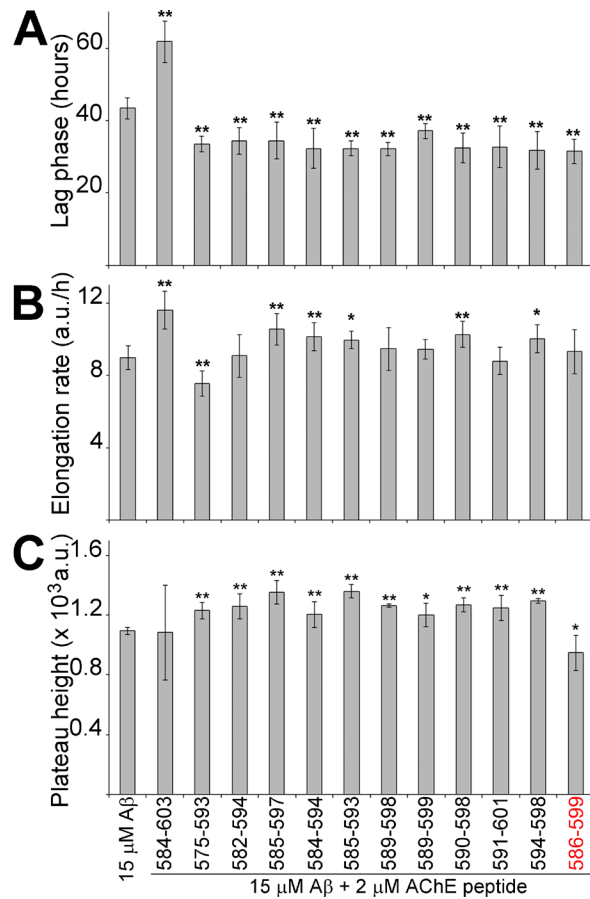 A
Lag phase (hours)
60
40
20
** ** ** ** ** ** ** ** ** ** ** **
B
Elongation rate (a.u./h)
12
8
4
** ** ** ** * ** *
C
Plateau height (x 10³a.u.)
1.6
1.2
0.8
0.4
** ** ** ** ** ** * ** ** ** *
15 μM Aβ
584-603
575-593
582-594
585-597
584-594
585-593
589-598
589-599
590-598
591-601
594-598
586-599
15 μM Aβ + 2 μM AChE peptide